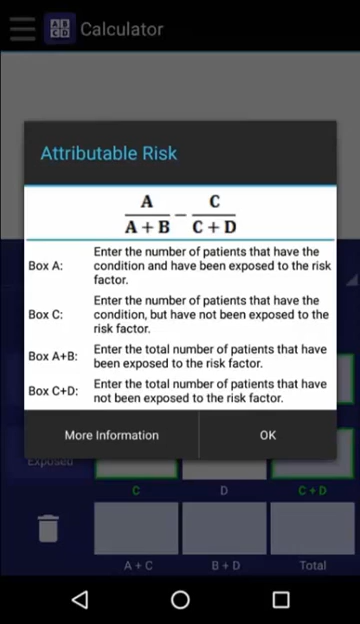 A B
C D
Calculator
Attributable Risk
A / A + B − C / C + D
Box A: Enter the number of patients that have the
condition and have been exposed to the risk
factor.
Box C: Enter the number of patients that have the
condition, but have not been exposed to the
risk factor.
Box A+B: Enter the total number of patients that have
been exposed to the risk factor.
Box C+D: Enter the total number of patients that have
not been exposed to the risk factor.
More Information OK
Exposed
C D C + D
A + C B + D Total